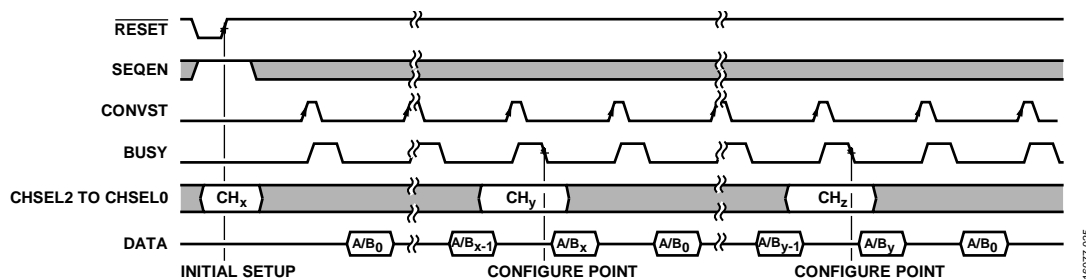 RESET
SEQEN
CONVST
BUSY
CHSEL2 TO CHSEL0 CHx CHy CHz
DATA A/B0 A/Bx-1 A/Bx A/B0 A/By-1 A/By A/B0
INITIAL SETUP CONFIGURE POINT CONFIGURE POINT